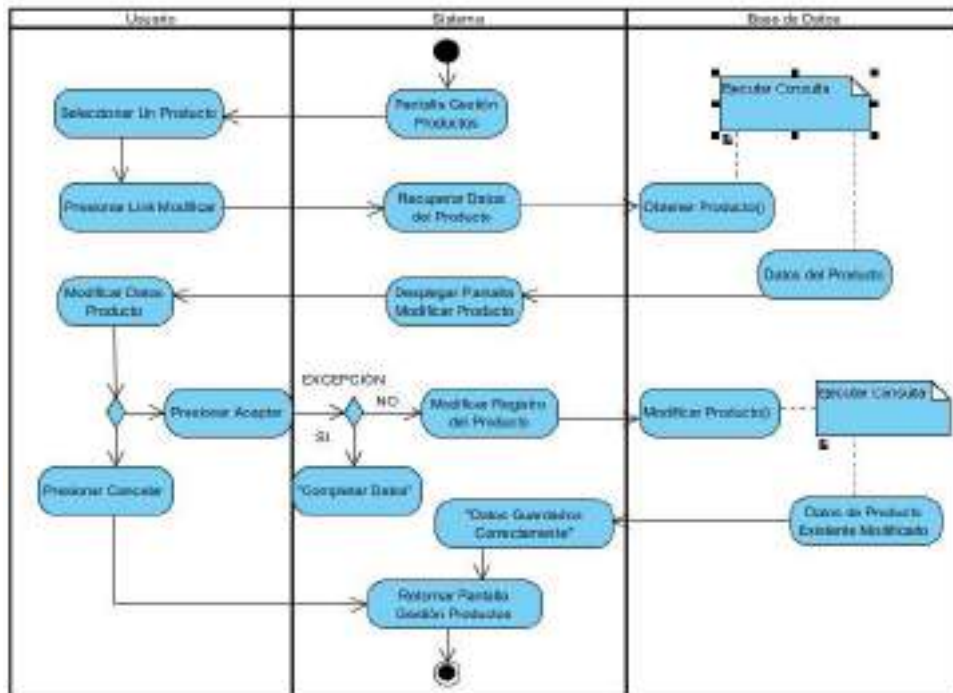 Usuario
Sistema
Base de Datos
Pantalla Gestión
Productos
Seleccionar Un Producto
Ejecutar Consulta
Presionar Link Modificar
Recuperar Datos
del Producto
Obtener Producto()
Datos del Producto
Modificar Datos
Producto
Desplegar Pantalla
Modificar Producto
EXCEPCIÓN
NO
SI
Presionar Aceptar
Modificar Registro
del Producto
Modificar Producto()
Ejecutar Consulta
Presionar Cancelar
"Completar Datos"
"Datos Guardados
Correctamente"
Datos de Producto
Existente Modificado
Retornar Pantalla
Gestión Productos